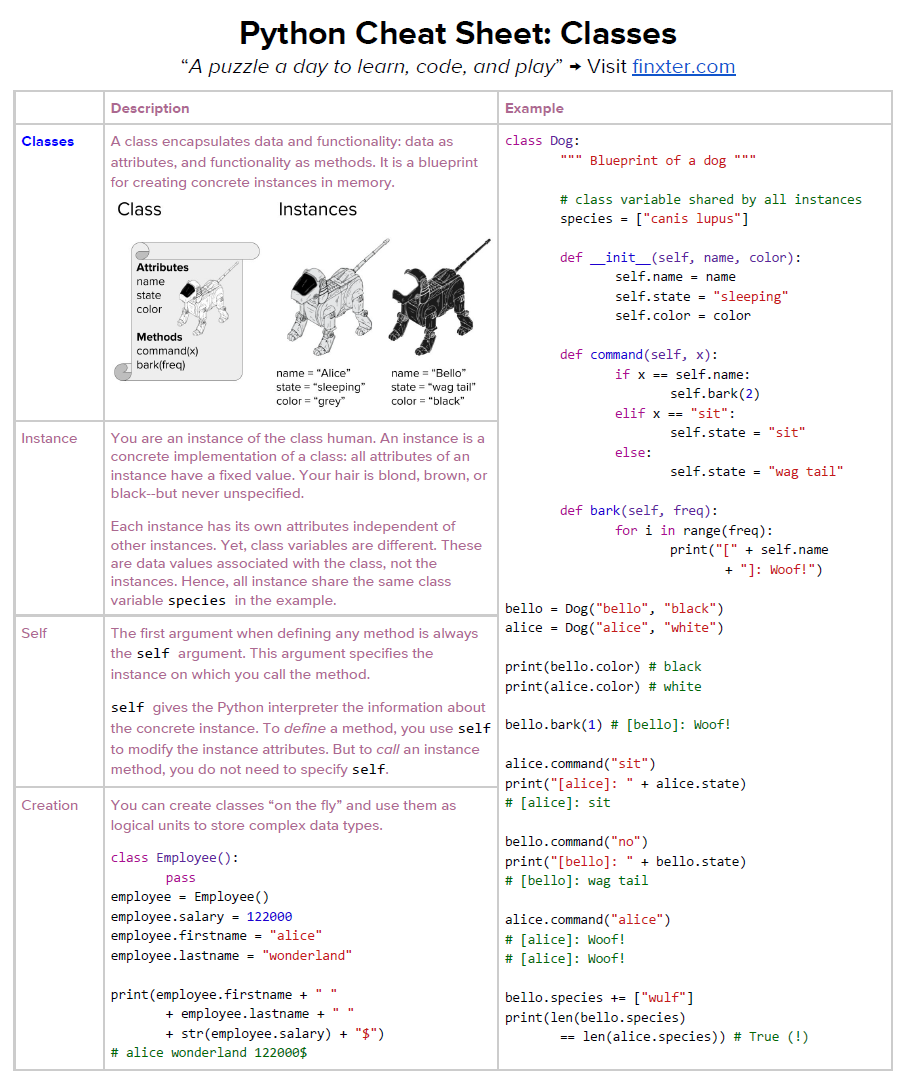 Python Cheat Sheet: Classes
“A puzzle a day to learn, code, and play” → Visit finxter.com
Description
Example
Classes
A class encapsulates data and functionality: data as
attributes, and functionality as methods. It is a blueprint
for creating concrete instances in memory.
Class
Instances
Attributes
name
state
color
Methods
command(x)
bark(freq)
name = “Alice”
state = “sleeping”
color = “grey”
name = “Bello”
state = “wag tail”
color = “black”
Instance
You are an instance of the class human. An instance is a
concrete implementation of a class: all attributes of an
instance have a fixed value. Your hair is blond, brown, or
black--but never unspecified.
Each instance has its own attributes independent of
other instances. Yet, class variables are different. These
are data values associated with the class, not the
instances. Hence, all instance share the same class
variable species in the example.
Self
The first argument when defining any method is always
the self argument. This argument specifies the
instance on which you call the method.
self gives the Python interpreter the information about
the concrete instance. To define a method, you use self
to modify the instance attributes. But to call an instance
method, you do not need to specify self.
Creation
You can create classes “on the fly” and use them as
logical units to store complex data types.
class Employee():
pass
employee = Employee()
employee.salary = 122000
employee.firstname = "alice"
employee.lastname = "wonderland"
print(employee.firstname + " "
+ employee.lastname + " "
+ str(employee.salary) + "$")
# alice wonderland 122000$
class Dog:
""" Blueprint of a dog """
# class variable shared by all instances
species = ["canis lupus"]
def __init__(self, name, color):
self.name = name
self.state = "sleeping"
self.color = color
def command(self, x):
if x == self.name:
self.bark(2)
elif x == "sit":
self.state = "sit"
else:
self.state = "wag tail"
def bark(self, freq):
for i in range(freq):
print("[" + self.name
+ "]: Woof!")
bello = Dog("bello", "black")
alice = Dog("alice", "white")
print(bello.color) # black
print(alice.color) # white
bello.bark(1) # [bello]: Woof!
alice.command("sit")
print("[alice]: " + alice.state)
# [alice]: sit
bello.command("no")
print("[bello]: " + bello.state)
# [bello]: wag tail
alice.command("alice")
# [alice]: Woof!
# [alice]: Woof!
bello.species += ["wulf"]
print(len(bello.species)
== len(alice.species)) # True (!)